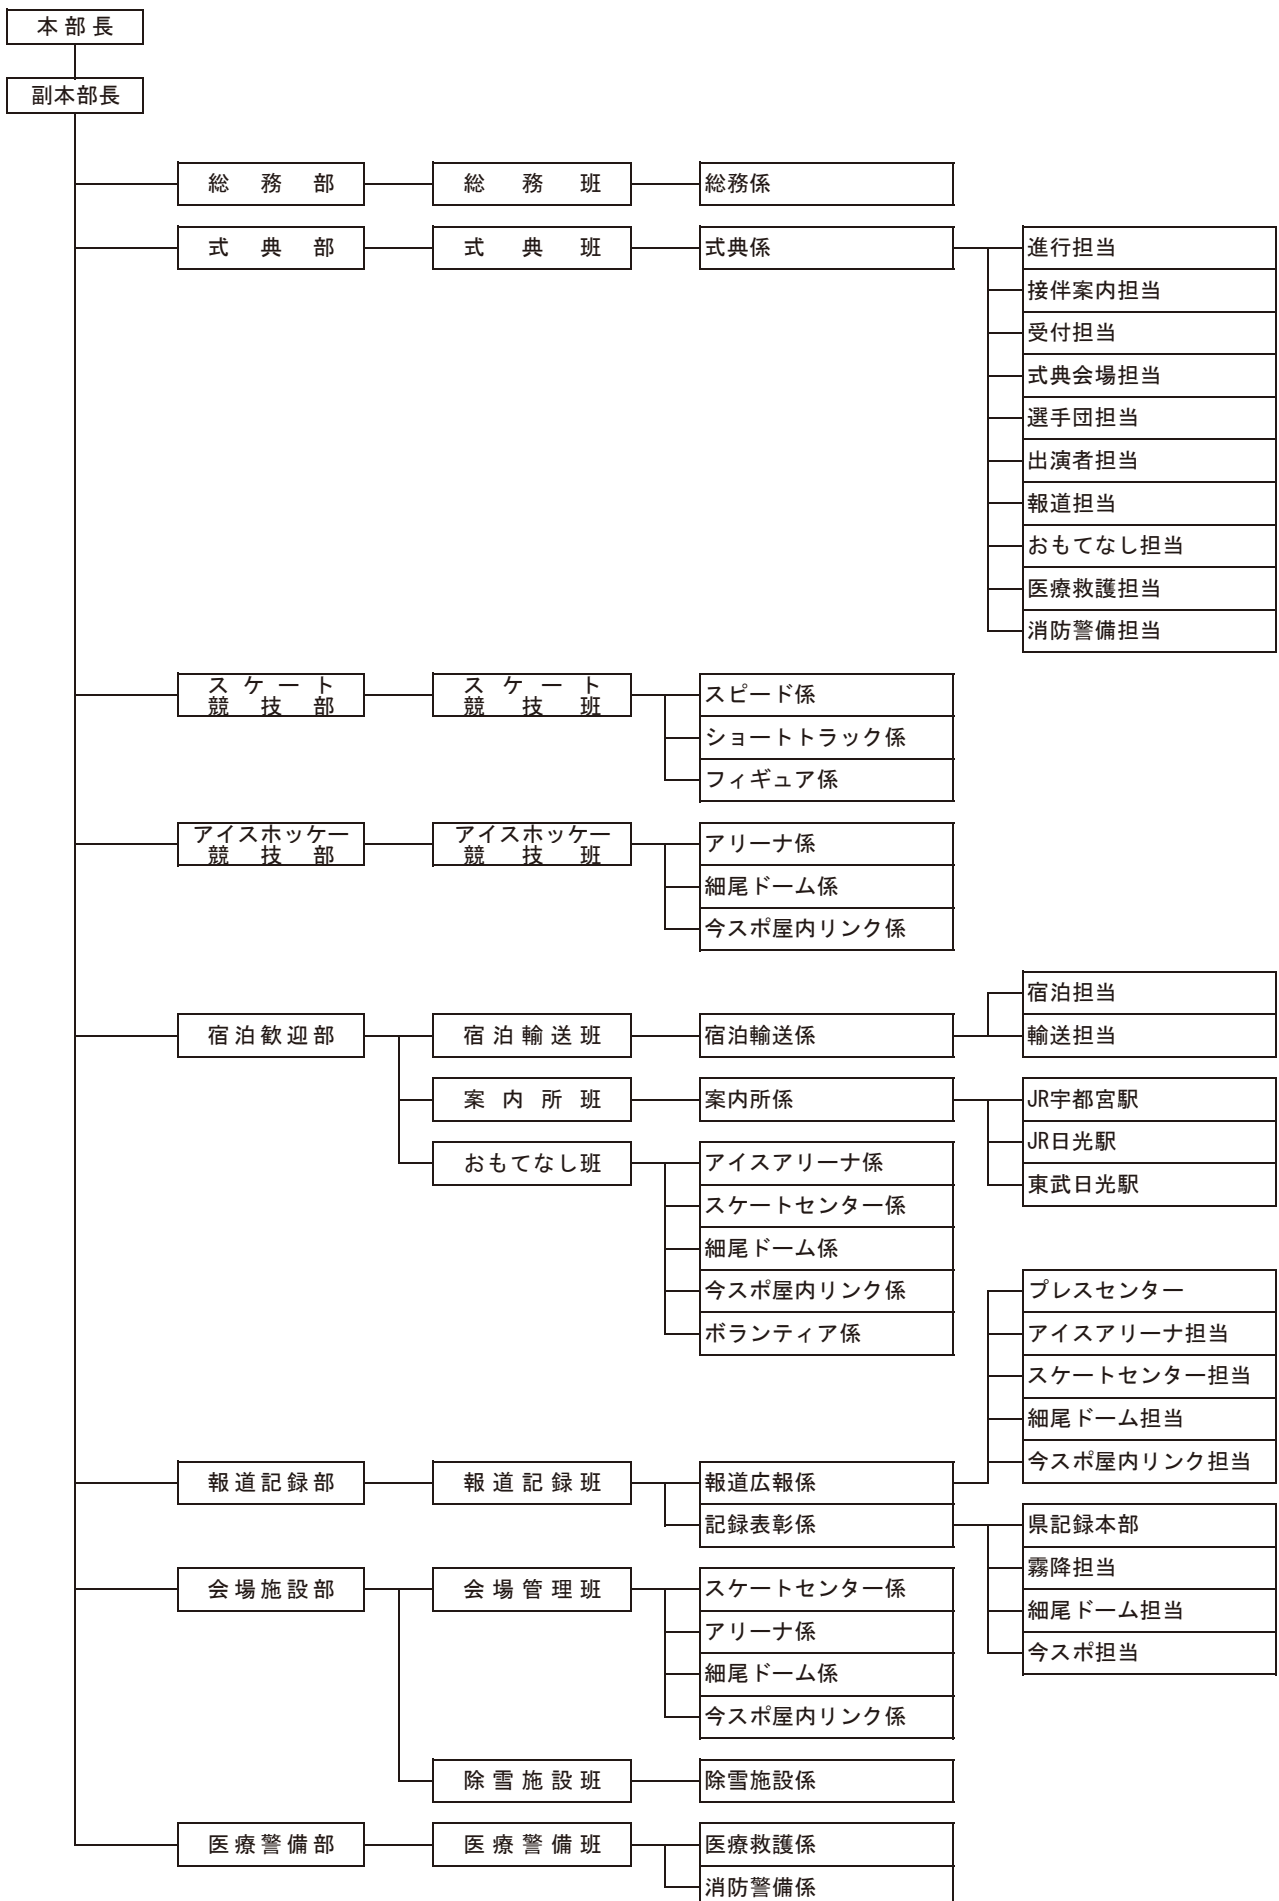 本部長
副本部長
総務部
総務班
総務係
式典部
式典班
式典係
進行担当
接伴案内担当
受付担当
式典会場担当
選手団担当
出演者担当
報道担当
おもてなし担当
医療救護担当
消防警備担当
スケート
競技部
スケート
競技班
スピード係
ショートトラック係
フィギュア係
アイスホッケー
競技部
アイスホッケー
競技班
アリーナ係
細尾ドーム係
今スポ屋内リンク係
宿泊歓迎部
宿泊輸送班
宿泊輸送係
宿泊担当
輸送担当
案内所班
案内所係
JR宇都宮駅
JR日光駅
東武日光駅
おもてなし班
アイスアリーナ係
スケートセンター係
細尾ドーム係
今スポ屋内リンク係
ボランティア係
報道記録部
報道記録班
報道広報係
プレスセンター
アイスアリーナ担当
スケートセンター担当
細尾ドーム担当
今スポ屋内リンク担当
記録表彰係
県記録本部
霧降担当
細尾ドーム担当
今スポ担当
会場施設部
会場管理班
スケートセンター係
アリーナ係
細尾ドーム係
今スポ屋内リンク係
除雪施設班
除雪施設係
医療警備部
医療警備班
医療救護係
消防警備係